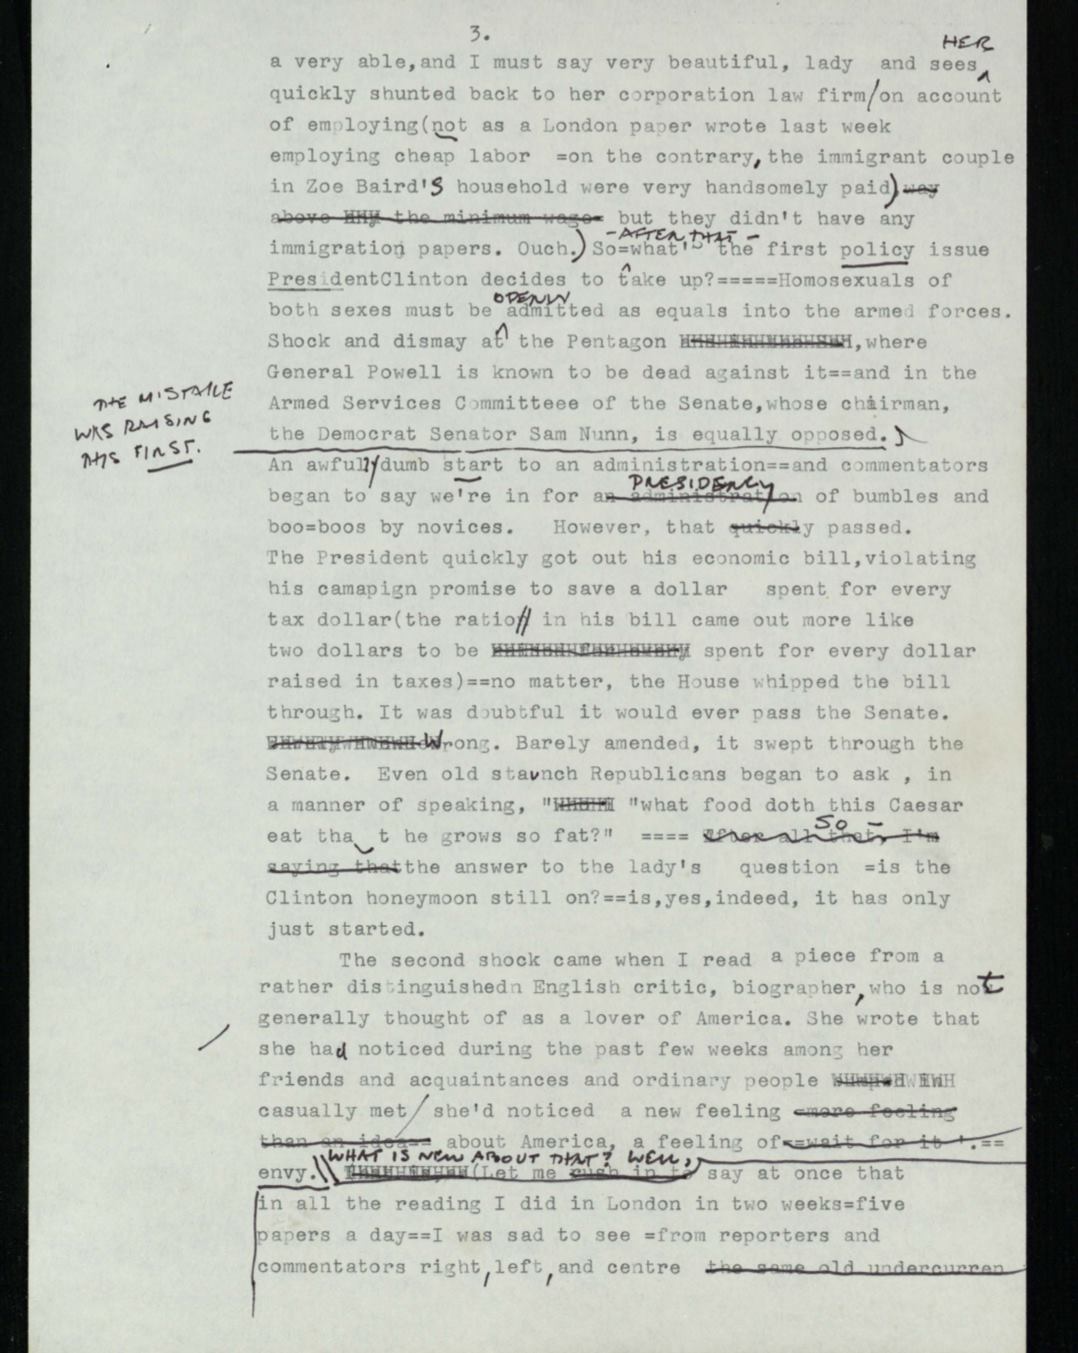 3.
HER
a very able,and I must say very beautiful, lady and sees
quickly shunted back to her corporation law firm/on account
of employing(not as a London paper wrote last week
employing cheap labor =on the contrary, the immigrant couple
in Zoe Baird'S household were very handsomely paid) way
above the minimum wage= but they didn't have any
-AFTER THAT-
immigration papers. Ouch.) So=what's the first policy issue
PresidentClinton decides to take up?=====Homosexuals of
OPENLY
both sexes must be admitted as equals into the armed forces.
Shock and dismay at the Pentagon ,where
General Powell is known to be dead against it==and in the
THE MISTAKE
WAS RAISING
THIS FIRST.
Armed Services Committeee of the Senate,whose chairman,
the Democrat Senator Sam Nunn, is equally opposed.)
An awfully/dumb start to an administration==and commentators
PRESIDENCY
began to say we're in for an administration of bumbles and
boo=boos by novices. However, that quickly passed.
The President quickly got out his economic bill,violating
his camapign promise to save a dollar spent for every
tax dollar(the ratio in his bill came out more like
two dollars to be spent for every dollar
raised in taxes)==no matter, the House whipped the bill
through. It was doubtful it would ever pass the Senate.
Wrong. Barely amended, it swept through the
Senate. Even old staunch Republicans began to ask , in
a manner of speaking, " "what food doth this Caesar
SO -
eat tha t he grows so fat?" ==== After all that, I'm
saying thatthe answer to the lady's question =is the
Clinton honeymoon still on?==is,yes,indeed, it has only
just started.
The second shock came when I read a piece from a
rather distinguishedn English critic, biographer,who is not
generally thought of as a lover of America. She wrote that
she had noticed during the past few weeks among her
friends and acquaintances and ordinary people
casually met/ she'd noticed a new feeling =more feeling
than an idea== about America, a feeling of==wait for it '.==
WHAT IS NEW ABOUT THAT? WELL,
envy. (Let me rush in to say at once that
in all the reading I did in London in two weeks=five
papers a day==I was sad to see =from reporters and
commentators right,left,and centre the same old undercurren